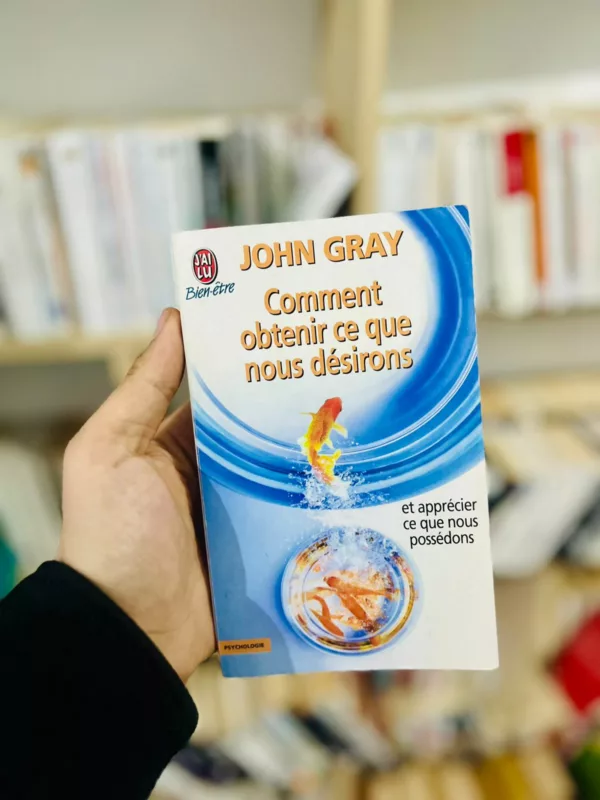 J'AI
LU
Bien-être
JOHN GRAY
Comment
obtenir ce que
nous désirons
et apprécier
ce que nous
possédons
PSYCHOLOGIE